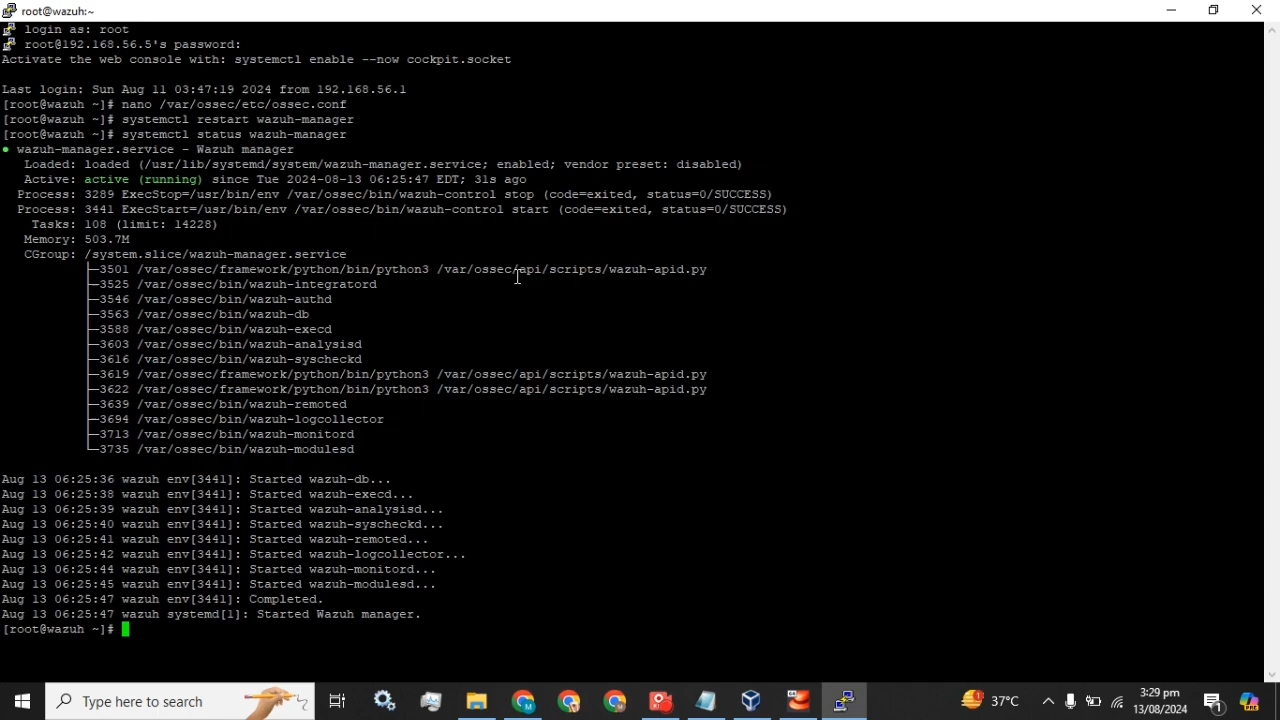 root@wazuh:~
login as: root
root@192.168.56.5's password:
Activate the web console with: systemctl enable --now cockpit.socket
Last login: Sun Aug 11 03:47:19 2024 from 192.168.56.1
[root@wazuh ~]# nano /var/ossec/etc/ossec.conf
[root@wazuh ~]# systemctl restart wazuh-manager
[root@wazuh ~]# systemctl status wazuh-manager
● wazuh-manager.service - Wazuh manager
Loaded: loaded (/usr/lib/systemd/system/wazuh-manager.service; enabled; vendor preset: disabled)
Active: active (running) since Tue 2024-08-13 06:25:47 EDT; 31s ago
Process: 3289 ExecStop=/usr/bin/env /var/ossec/bin/wazuh-control stop (code=exited, status=0/SUCCESS)
Process: 3441 ExecStart=/usr/bin/env /var/ossec/bin/wazuh-control start (code=exited, status=0/SUCCESS)
Tasks: 108 (limit: 14228)
Memory: 503.7M
CGroup: /system.slice/wazuh-manager.service
├─3501 /var/ossec/framework/python/bin/python3 /var/ossec/api/scripts/wazuh-apid.py
├─3525 /var/ossec/bin/wazuh-integratord
├─3546 /var/ossec/bin/wazuh-authd
├─3563 /var/ossec/bin/wazuh-db
├─3588 /var/ossec/bin/wazuh-execd
├─3603 /var/ossec/bin/wazuh-analysisd
├─3616 /var/ossec/bin/wazuh-syscheckd
├─3619 /var/ossec/framework/python/bin/python3 /var/ossec/api/scripts/wazuh-apid.py
├─3622 /var/ossec/framework/python/bin/python3 /var/ossec/api/scripts/wazuh-apid.py
├─3639 /var/ossec/bin/wazuh-remoted
├─3694 /var/ossec/bin/wazuh-logcollector
├─3713 /var/ossec/bin/wazuh-monitord
└─3735 /var/ossec/bin/wazuh-modulesd
Aug 13 06:25:36 wazuh env[3441]: Started wazuh-db...
Aug 13 06:25:38 wazuh env[3441]: Started wazuh-execd...
Aug 13 06:25:39 wazuh env[3441]: Started wazuh-analysisd...
Aug 13 06:25:40 wazuh env[3441]: Started wazuh-syscheckd...
Aug 13 06:25:41 wazuh env[3441]: Started wazuh-remoted...
Aug 13 06:25:42 wazuh env[3441]: Started wazuh-logcollector...
Aug 13 06:25:44 wazuh env[3441]: Started wazuh-monitord...
Aug 13 06:25:45 wazuh env[3441]: Started wazuh-modulesd...
Aug 13 06:25:47 wazuh env[3441]: Completed.
Aug 13 06:25:47 wazuh systemd[1]: Started Wazuh manager.
[root@wazuh ~]#
Type here to search
37°C
3:29 pm
13/08/2024